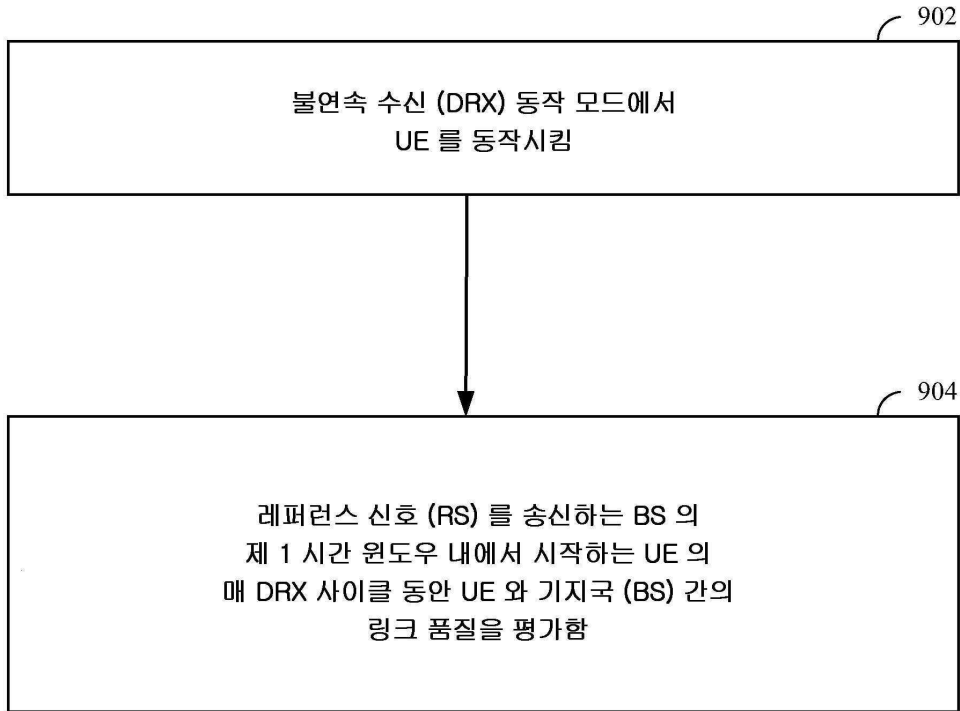 902
불연속 수신 (DRX) 동작 모드에서
UE 를 동작시킴
904
레퍼런스 신호 (RS) 를 송신하는 BS 의
제 1 시간 윈도우 내에서 시작하는 UE 의
매 DRX 사이클 동안 UE 와 기지국 (BS) 간의
링크 품질을 평가함